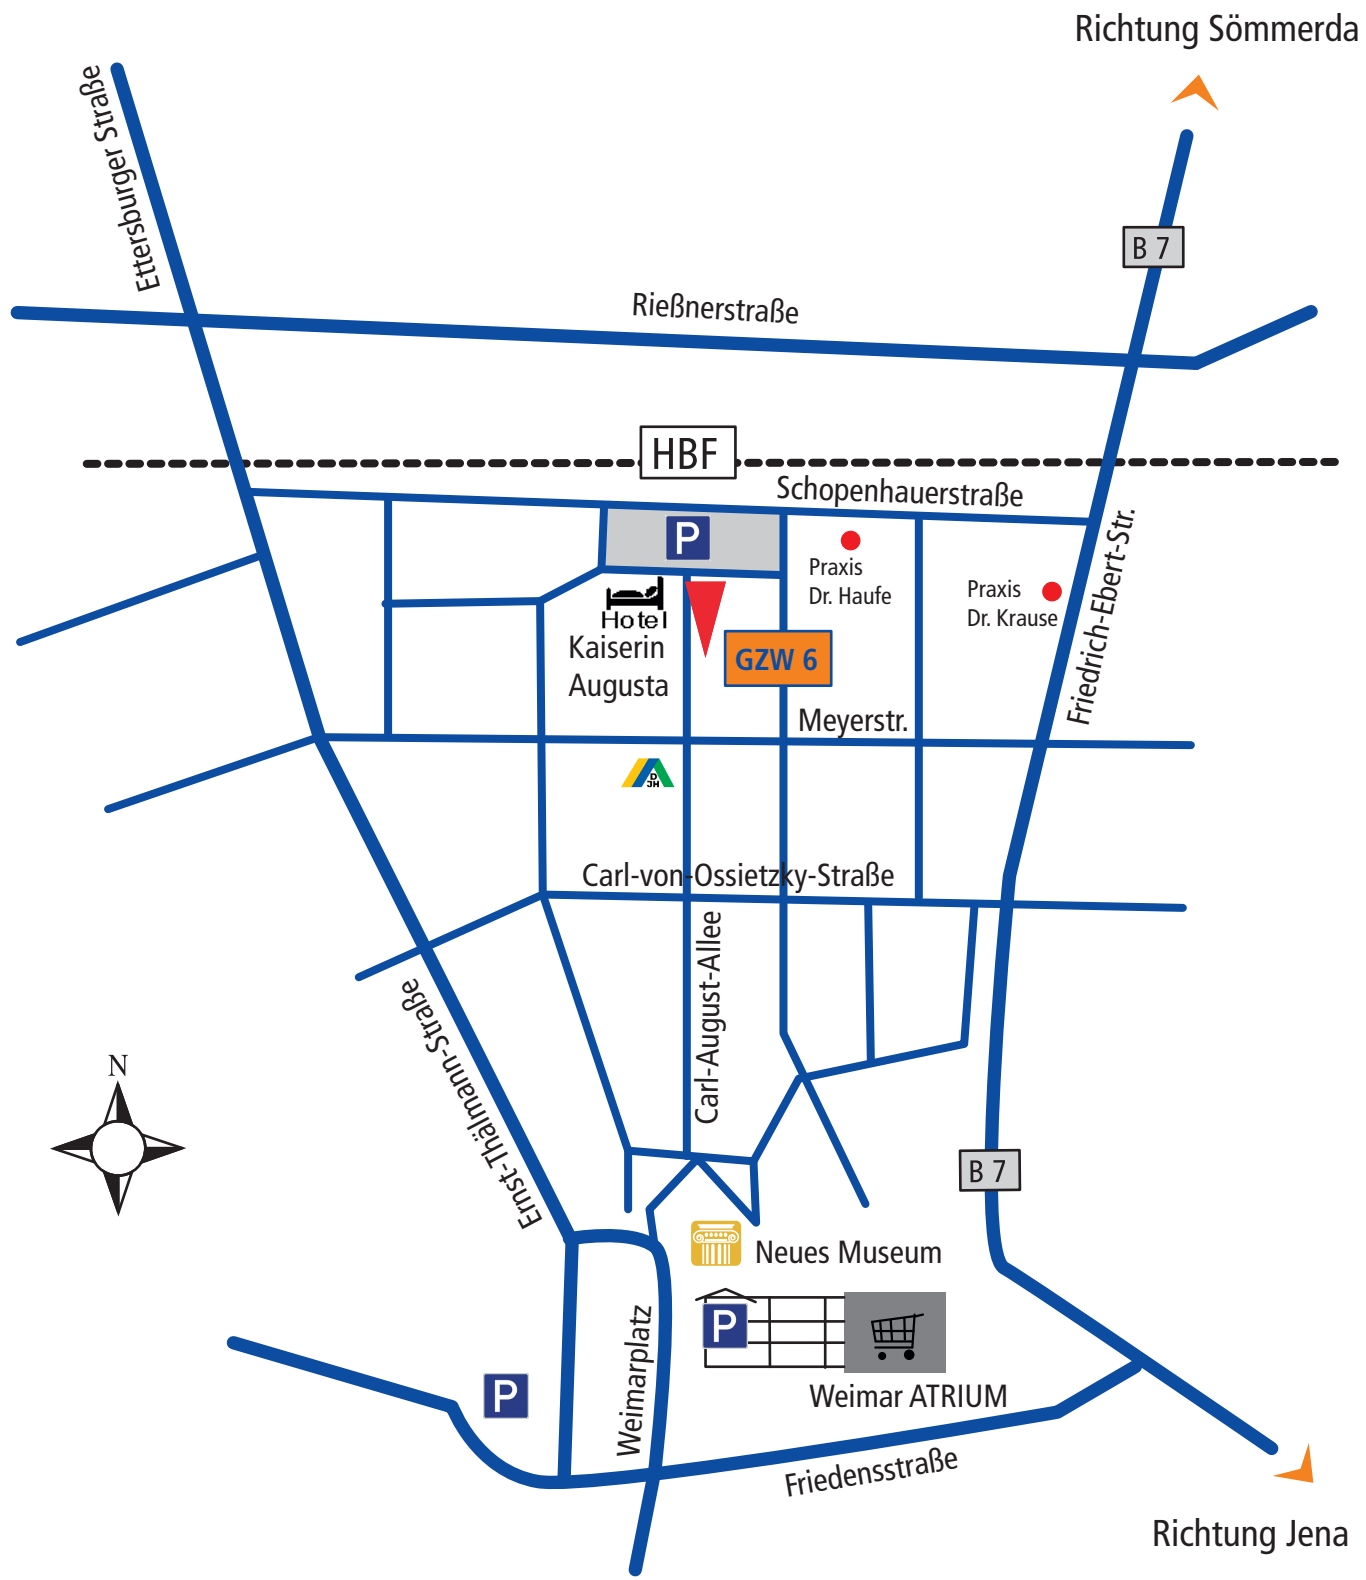 Richtung Sömmerda
Ettersburger Straße
B 7
Rießnerstraße
HBF
Schopenhauerstraße
P
Praxis
Dr. Haufe
Praxis
Dr. Krause
Friedrich-Ebert-Str.
Hotel
Kaiserin
Augusta
GZW 6
Meyerstr.
D
JH
Carl-von-Ossietzky-Straße
Carl-August-Allee
Ernst-Thälmann-Straße
N
B 7
Neues Museum
P
Weimarplatz
P
Weimar ATRIUM
Friedensstraße
Richtung Jena